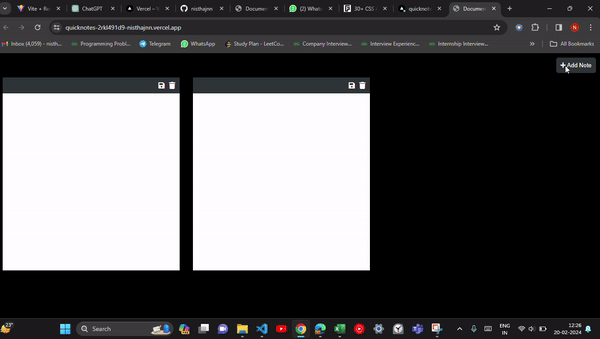 Vite + Re
ChatGPT
Vercel – 
nisthajnn
Docume
(2) Whats
30+ CSS
quicknote
Docume
quicknotes-2rkl491d9-nisthajnn.vercel.app
Inbox (4,059) - nisth...
Programming Probl...
Telegram
WhatsApp
Study Plan - LeetCo...
Company Interview...
Interview Experienc...
Internship Interview...
All Bookmarks
Add Note
23°
Search
ENG
IN
12:26
20-02-2024